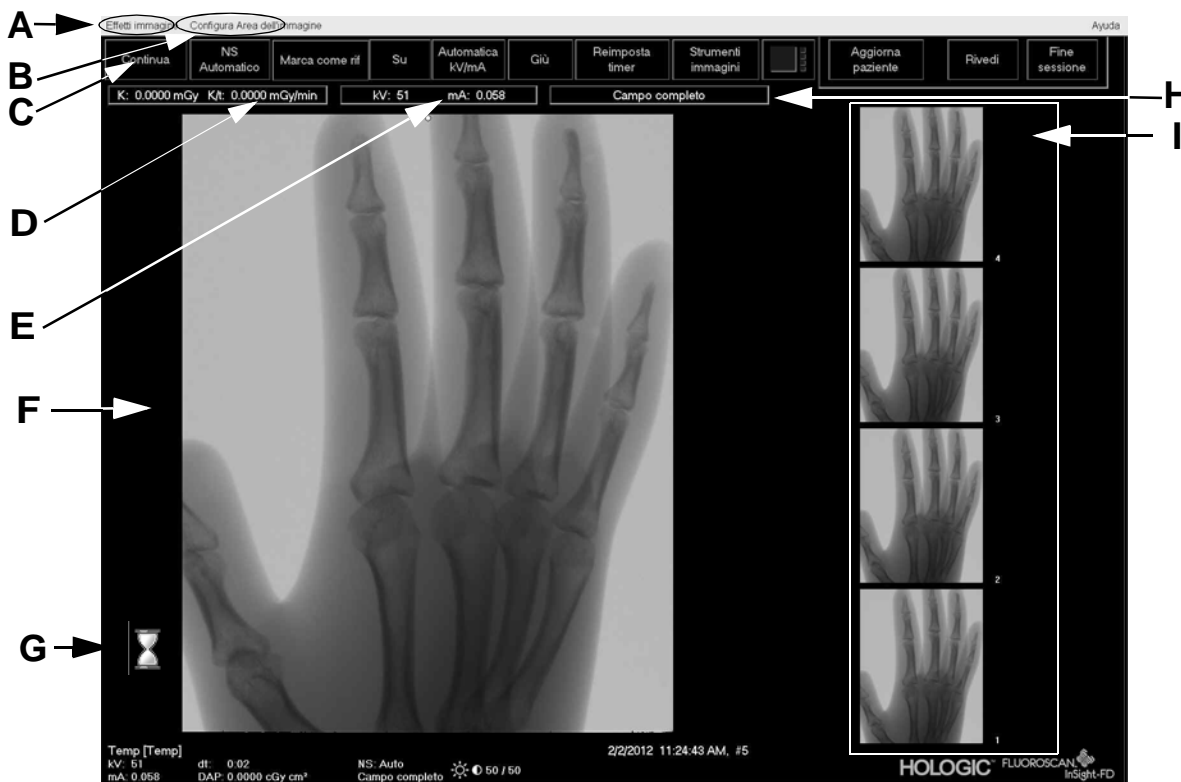 A
Effetti immagine Configura Area dell'immagine Ayuda
B
C
Continua
NS
Automatico
Marca come rif
Su
Automatica
kV/mA
Giù
Reimposta
timer
Strumenti
immagini
Aggiorna
paziente
Rivedi
Fine
sessione
K: 0.0000 mGy K/t: 0.0000 mGy/min
kV: 51 mA: 0.058
Campo completo
H
I
D
E
F
G
4
3
2
1
Temp [Temp]
kV: 51 dt: 0:02 NS: Auto
mA: 0.058 DAP: 0.0000 cGy cm² Campo completo 50 / 50
2/2/2012 11:24:43 AM, #5
HOLOGIC™ FLUOROSCAN
InSight-FD